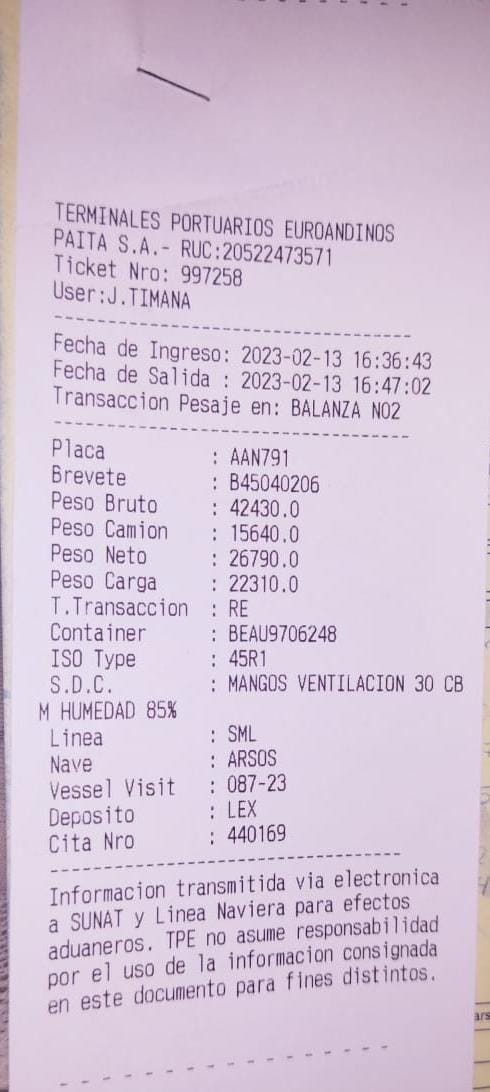 TERMINALES PORTUARIOS EUROANDINOS
PAITA S.A.- RUC:20522473571
Ticket Nro: 997258
User:J.TIMANA
Fecha de Ingreso: 2023-02-13 16:36:43
Fecha de Salida : 2023-02-13 16:47:02
Transaccion Pesaje en: BALANZA NO2
Placa : AAN791
Brevete : B45040206
Peso Bruto : 42430.0
Peso Camion : 15640.0
Peso Neto : 26790.0
Peso Carga : 22310.0
T.Transaccion : RE
Container : BEAU9706248
ISO Type : 45R1
S.D.C. : MANGOS VENTILACION 30 CB
M HUMEDAD 85%
Linea : SML
Nave : ARSOS
Vessel Visit : 087-23
Deposito : LEX
Cita Nro : 440169
Informacion transmitida via electronica
a SUNAT y Linea Naviera para efectos
aduaneros. TPE no asume responsabilidad
por el uso de la informacion consignada
en este documento para fines distintos.